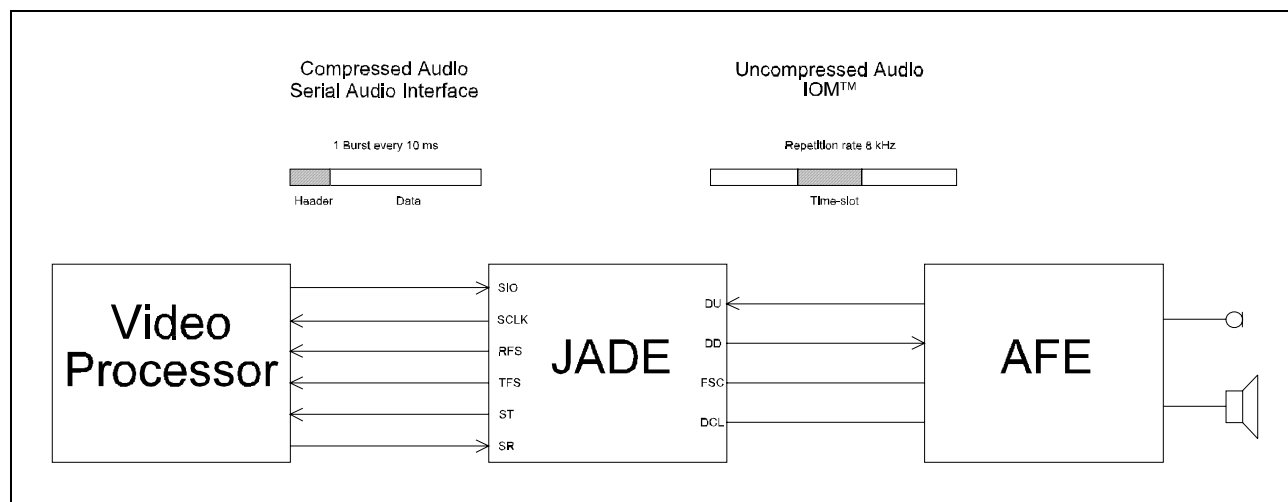 Compressed Audio
Serial Audio Interface
1 Burst every 10 ms
Header
Data
Uncompressed Audio
IOM™
Repetition rate 8 kHz
Time-slot
Video
Processor
SIO
SCLK
RFS
TFS
ST
SR
JADE
DU
DD
FSC
DCL
AFE